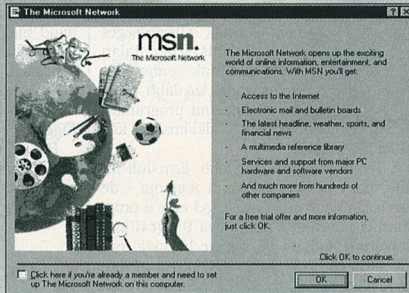 The Microsoft Network
msn.
The Microsoft Network
The Microsoft Network opens up the exciting
world of online information, entertainment, and
communications. With MSN you'll get:
- Access to the Internet
- Electronic mail and bulletin boards
- The latest headline, weather, sports, and
financial news
- A multimedia reference library
- Services and support from major PC
hardware and software vendors
- And much more from hundreds of
other companies
For a free trial offer and more information,
just click OK.
Click OK to continue.
Click here if you're already a member and need to set
up The Microsoft Network on this computer.
OK
Cancel